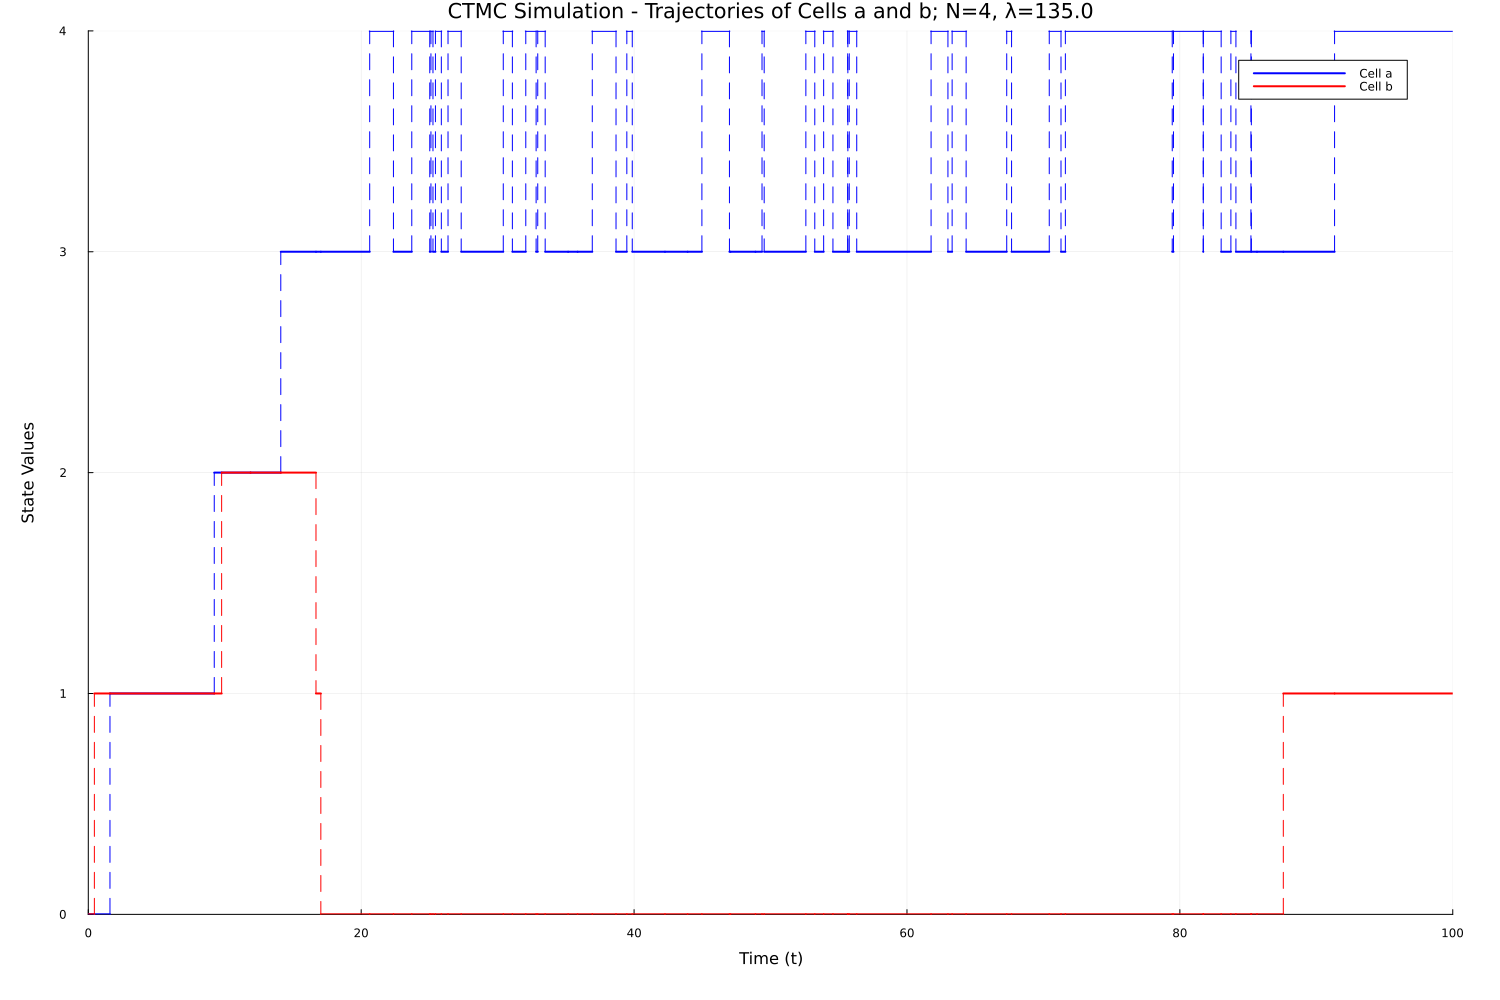 CTMC Simulation - Trajectories of Cells a and b; N=4, λ=135.0
4
Cell a
Cell b
3
State Values
2
1
0
0 20 40 60 80 100
Time (t)